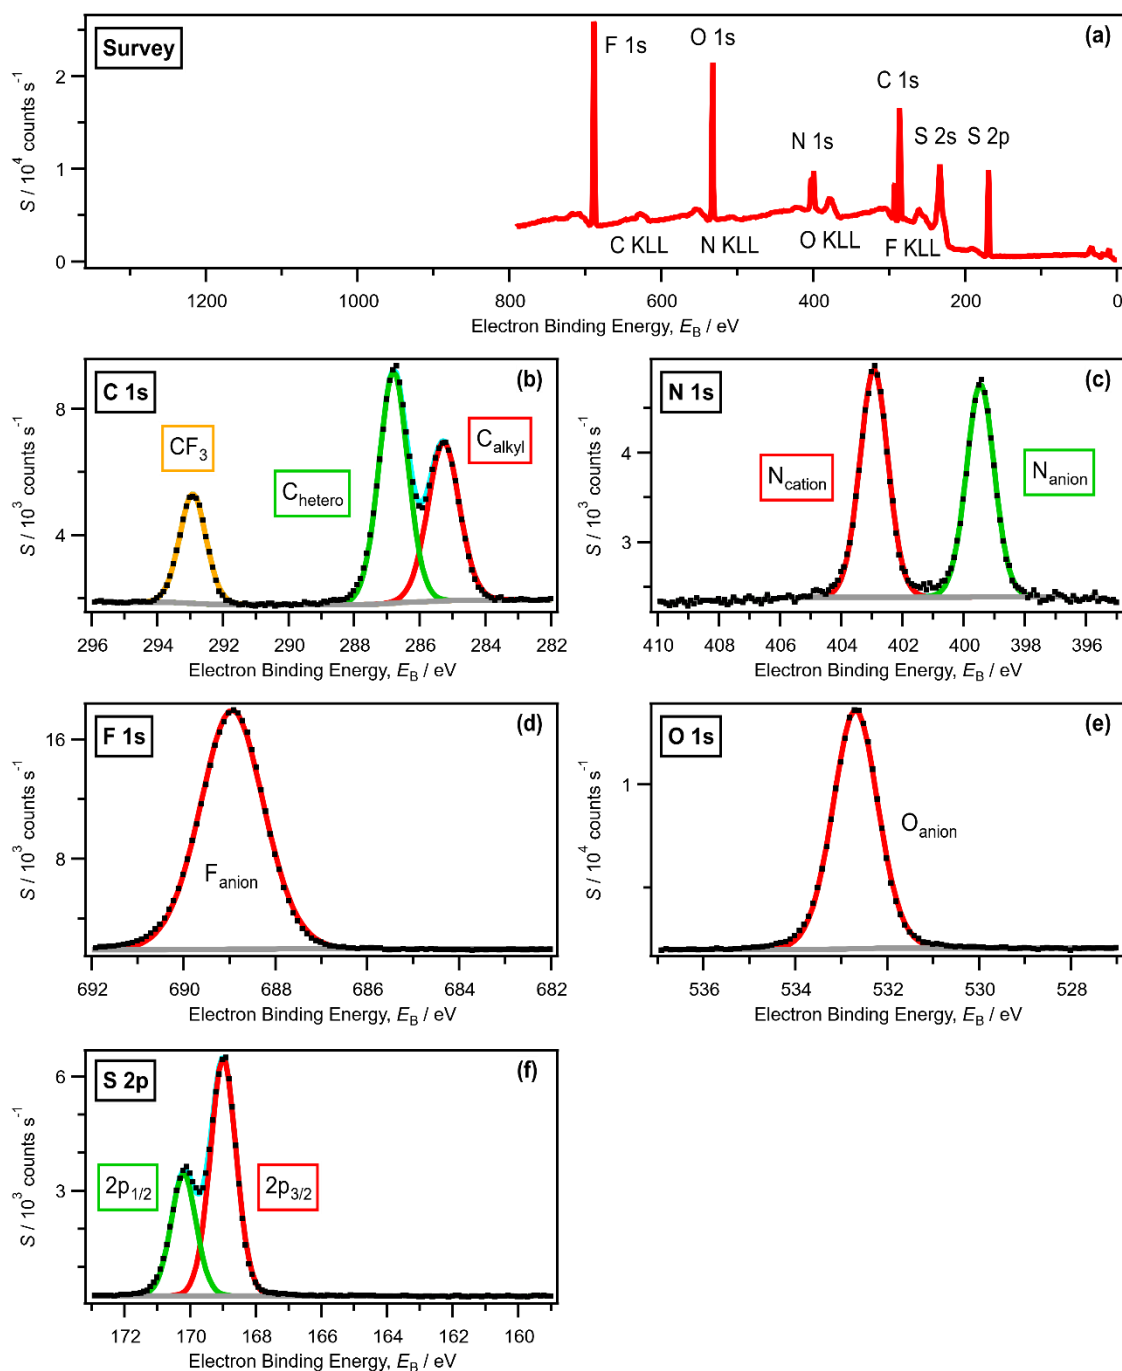 Survey
(a)
F 1s
O 1s
N 1s
C 1s
S 2s
S 2p
C KLL
N KLL
O KLL
F KLL
S / 10⁴ counts s⁻¹
2
1
0
1200
1000
800
600
400
200
0
Electron Binding Energy, E_B / eV
C 1s
(b)
CF₃
C_hetero
C_alkyl
S / 10³ counts s⁻¹
8
4
296
294
292
290
288
286
284
282
Electron Binding Energy, E_B / eV
N 1s
(c)
N_cation
N_anion
S / 10³ counts s⁻¹
4
3
410
408
406
404
402
400
398
396
Electron Binding Energy, E_B / eV
F 1s
(d)
F_anion
S / 10³ counts s⁻¹
16
8
692
690
688
686
684
682
Electron Binding Energy, E_B / eV
O 1s
(e)
O_anion
S / 10⁴ counts s⁻¹
1
536
534
532
530
528
Electron Binding Energy, E_B / eV
S 2p
(f)
2p₁/₂
2p₃/₂
S / 10³ counts s⁻¹
6
3
172
170
168
166
164
162
160
Electron Binding Energy, E_B / eV